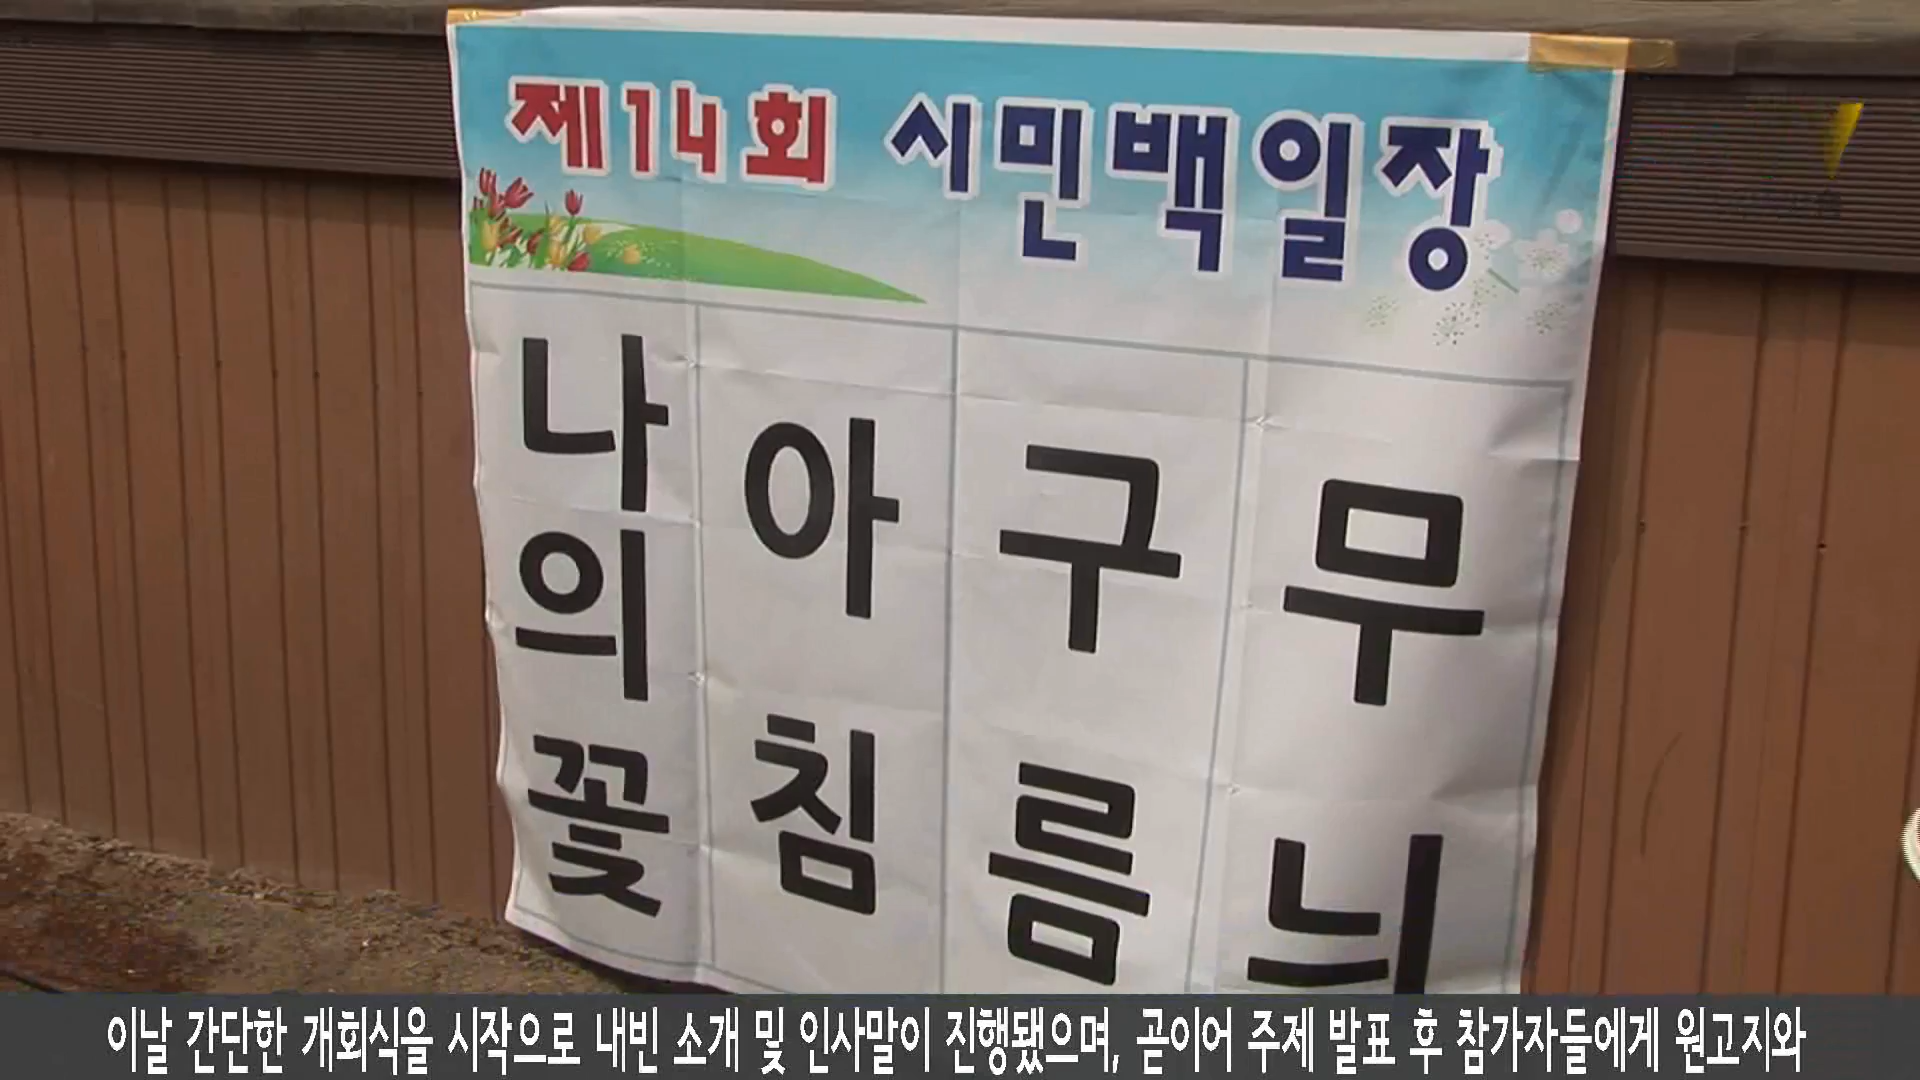 제14회 시민백일장
나의꽃
아침
구름
무늬
이날 간단한 개회식을 시작으로 내빈 소개 및 인사말이 진행됐으며, 곧이어 주제 발표 후 참가자들에게 원고지와